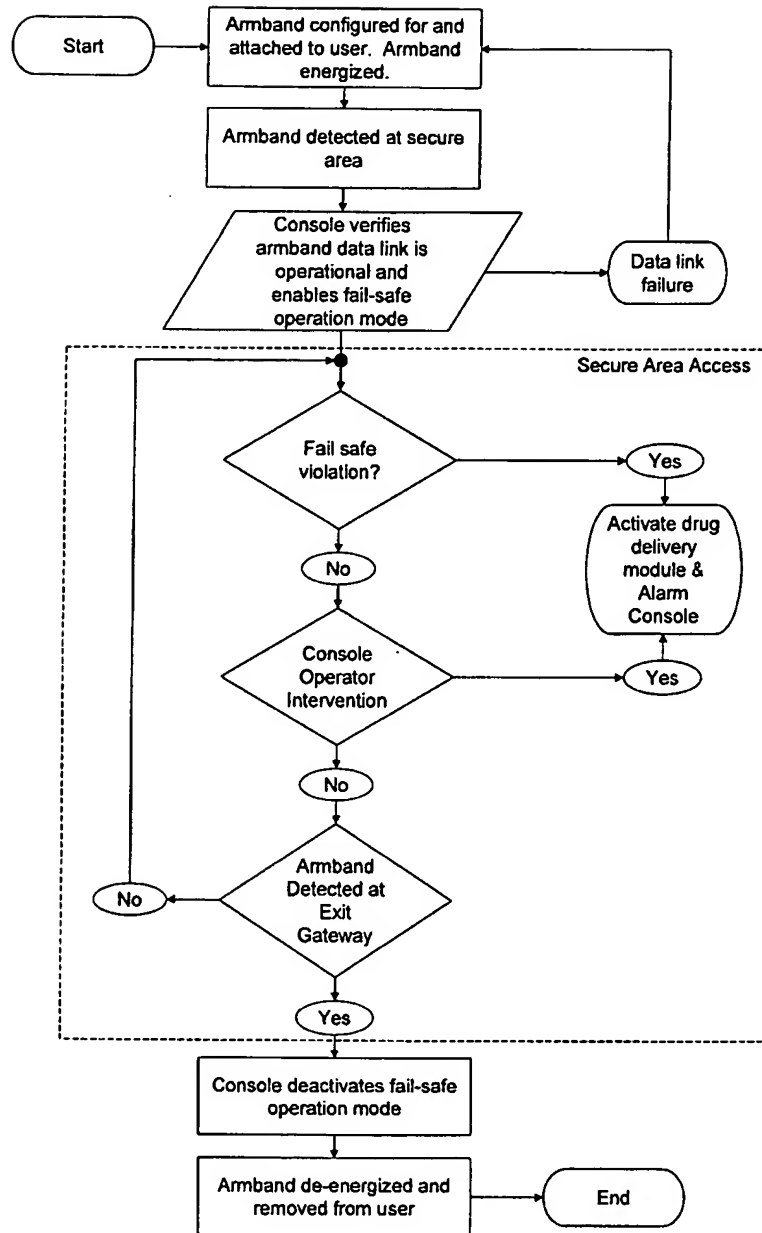 Start
Armband configured for and
attached to user. Armband
energized.
Armband detected at secure
area
Console verifies
armband data link is
operational and
enables fail-safe
operation mode
Data link
failure
Secure Area Access
Fail safe
violation?
Yes
Activate drug
delivery
module &
Alarm
Console
No
Console
Operator
Intervention
Yes
No
Armband
Detected at
Exit
Gateway
No
Yes
Console deactivates fail-safe
operation mode
Armband de-energized and
removed from user
End